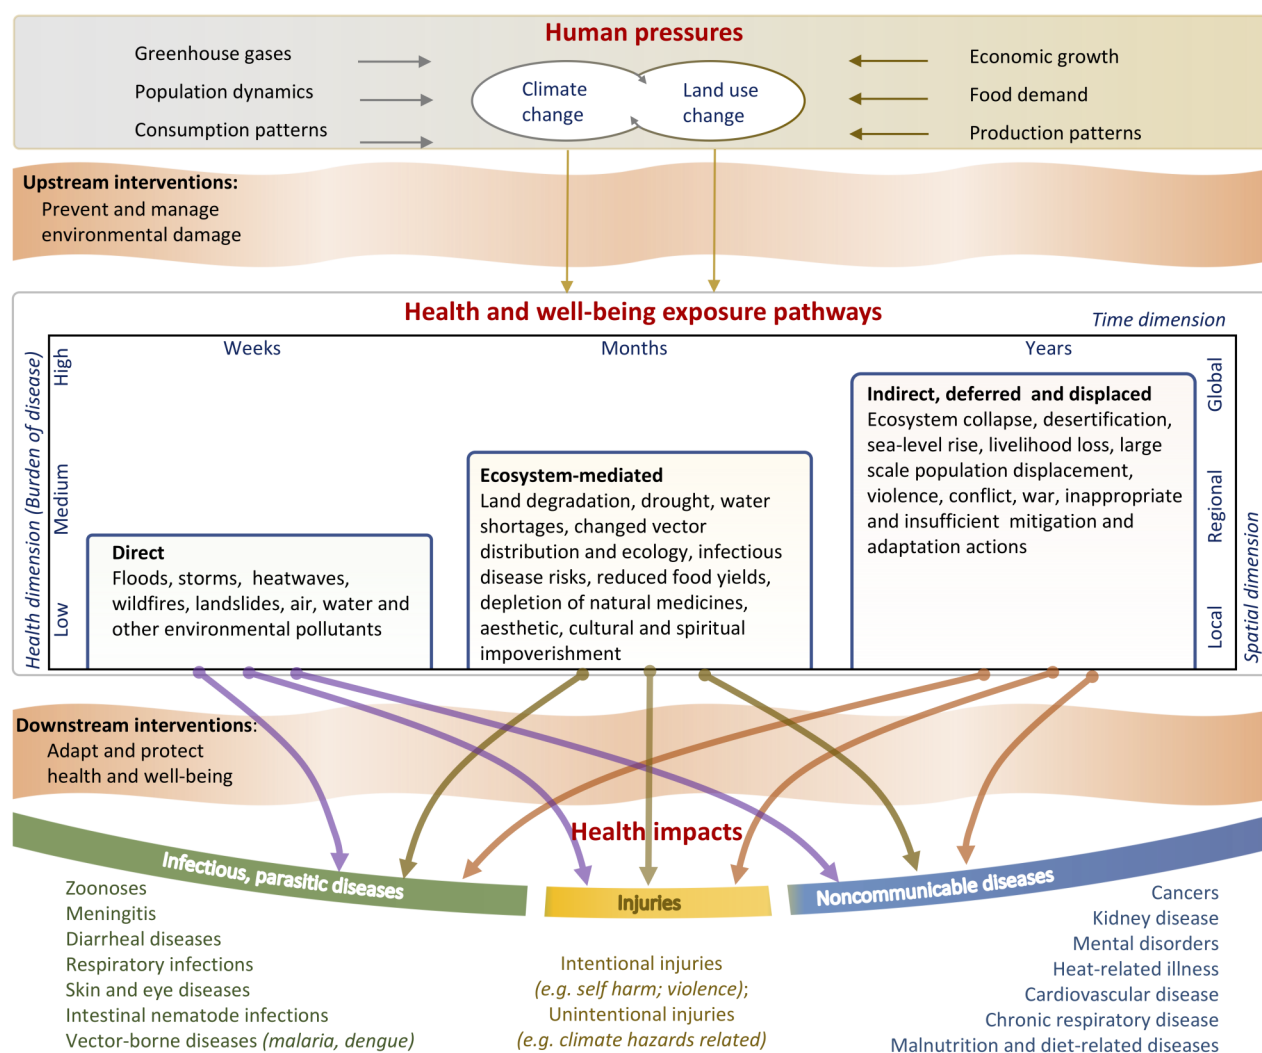 Human pressures
Greenhouse gases
Population dynamics
Consumption patterns
Climate
change
Land use
change
Economic growth
Food demand
Production patterns
Upstream interventions:
Prevent and manage
environmental damage
Health and well-being exposure pathways
Time dimension
Weeks
Months
Years
Health dimension (Burden of disease)
High
Medium
Low
Global
Regional
Local
Spatial dimension
Direct
Floods, storms, heatwaves,
wildfires, landslides, air, water and
other environmental pollutants
Ecosystem-mediated
Land degradation, drought, water
shortages, changed vector
distribution and ecology, infectious
disease risks, reduced food yields,
depletion of natural medicines,
aesthetic, cultural and spiritual
impoverishment
Indirect, deferred and displaced
Ecosystem collapse, desertification,
sea-level rise, livelihood loss, large
scale population displacement,
violence, conflict, war, inappropriate
and insufficient mitigation and
adaptation actions
Downstream interventions:
Adapt and protect
health and well-being
Health impacts
Infectious, parasitic diseases
Injuries
Noncommunicable diseases
Zoonoses
Meningitis
Diarrheal diseases
Respiratory infections
Skin and eye diseases
Intestinal nematode infections
Vector-borne diseases (malaria, dengue)
Intentional injuries
(e.g. self harm; violence);
Unintentional injuries
(e.g. climate hazards related)
Cancers
Kidney disease
Mental disorders
Heat-related illness
Cardiovascular disease
Chronic respiratory disease
Malnutrition and diet-related diseases